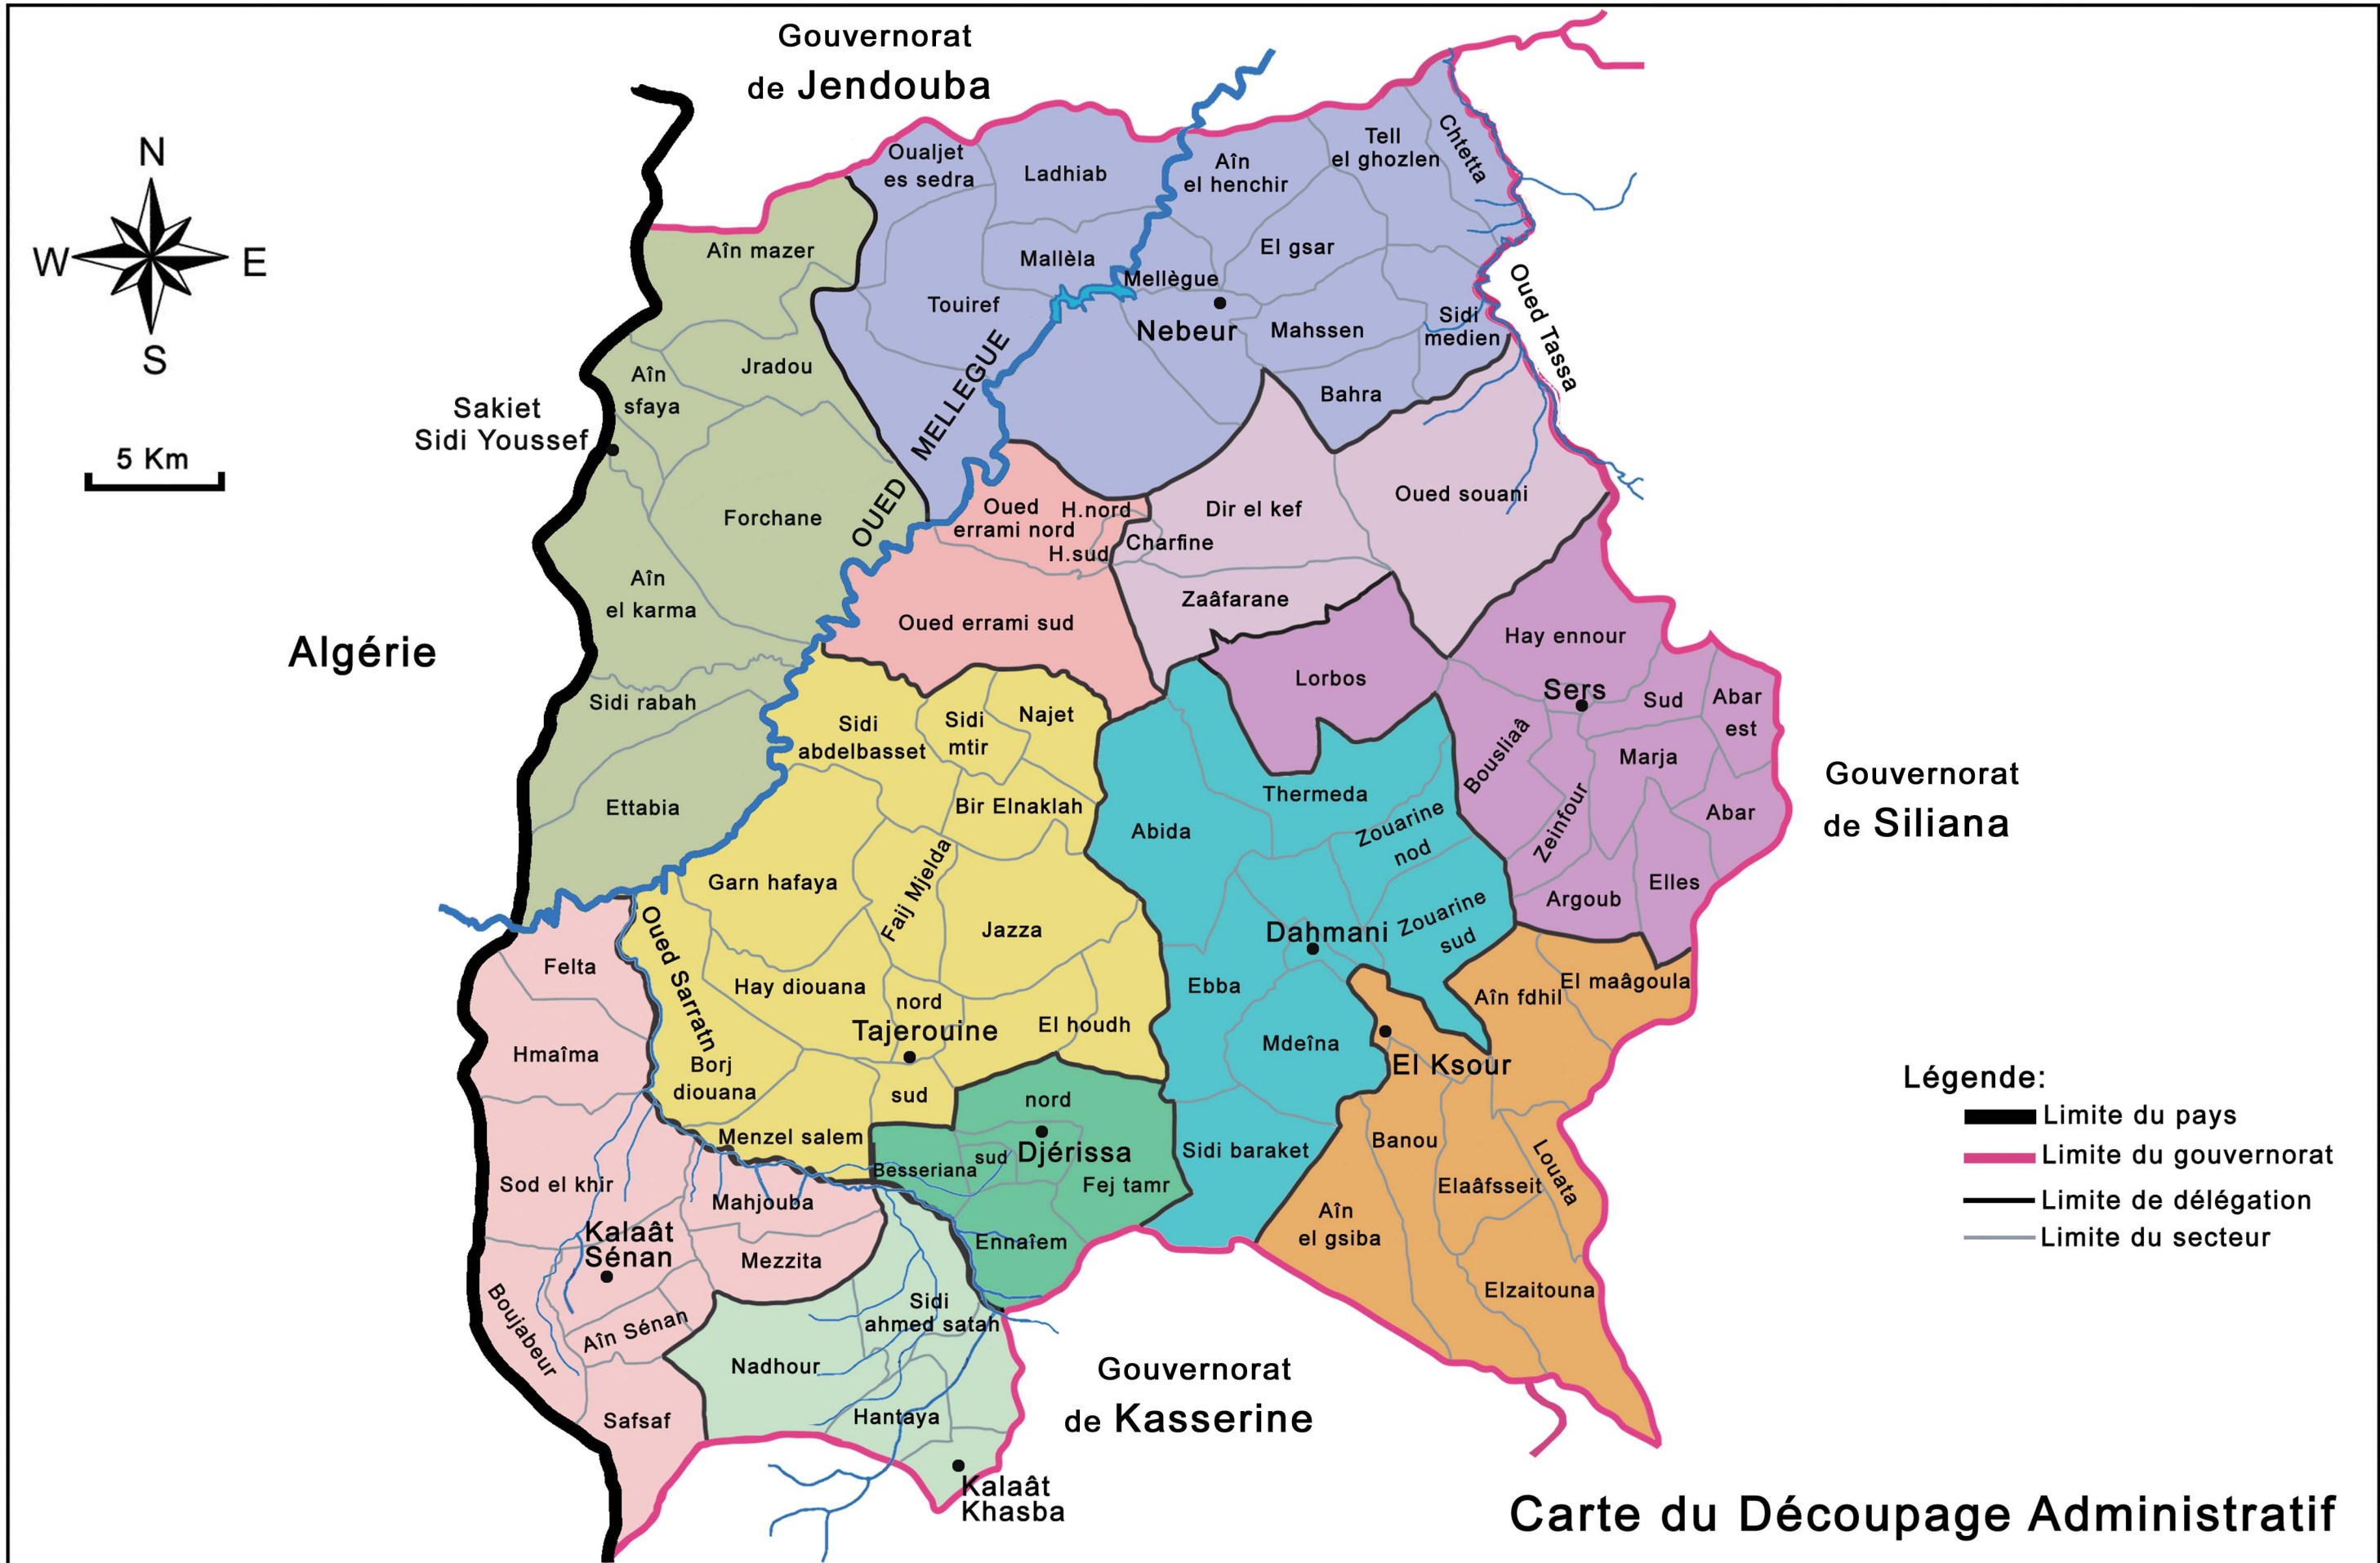 Gouvernorat
de Jendouba
N
W
E
S
5 Km
Oualjet
es sedra
Ladhiab
Aîn
el henchir
Tell
el ghozlen
Chtetta
Aîn mazer
Mallèla
Mellègue
El gsar
Touiref
Nebeur
Mahssen
Sidi
medien
Oued Tassa
Jradou
Aîn
sfaya
Bahra
Sakiet
Sidi Youssef
OUED
MELLEGUE
Forchane
Oued
errami nord
H.nord
H.sud
Charfine
Dir el kef
Oued souani
Aîn
el karma
Oued errami sud
Zaâfarane
Hay ennour
Algérie
Lorbos
Sers
Sud
Abar
est
Sidi rabah
Sidi
abdelbasset
Sidi
mtir
Najet
Bousliaâ
Marja
Ettabia
Bir Elnaklah
Abida
Thermeda
Zouarine
nod
Zeinfour
Abar
Gouvernorat
de Siliana
Garn hafaya
Faij Mjelda
Jazza
Dahmani
Zouarine
sud
Argoub
Elles
Felta
Oued Sarratn
Hay diouana
nord
Tajerouine
El houdh
Ebba
Aîn fdhil
El maâgoula
Hmaîma
Borj
diouana
sud
Mdeîna
El Ksour
nord
Djérissa
sud
Besseriana
Fej tamr
Menzel salem
Sidi baraket
Banou
Louata
Elaâfsseit
Sod el khir
Mahjouba
Kalaât
Sénan
Mezzita
Ennaîem
Aîn
el gsiba
Elzaitouna
Boujabeur
Aîn Sénan
Sidi
ahmed satah
Nadhour
Safsaf
Hantaya
Kalaât
Khasba
Gouvernorat
de Kasserine
Légende:
Limite du pays
Limite du gouvernorat
Limite de délégation
Limite du secteur
Carte du Découpage Administratif